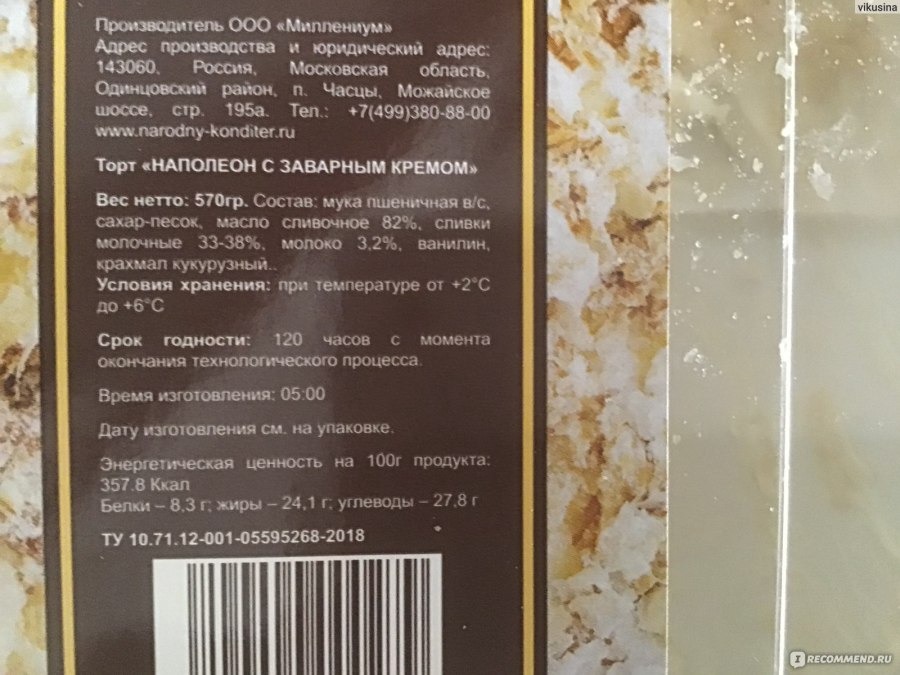 vikusina
Производитель ООО «Миллениум»
Адрес производства и юридический адрес:
143060, Россия, Московская область,
Одинцовский район, п. Часцы, Можайское
шоссе, стр. 195а. Тел.: +7(499)380-88-00
www.narodny-konditer.ru
Торт «НАПОЛЕОН С ЗАВАРНЫМ КРЕМОМ»
Вес нетто: 570гр. Состав: мука пшеничная в/с,
сахар-песок, масло сливочное 82%, сливки
молочные 33-38%, молоко 3,2%, ванилин,
крахмал кукурузный..
Условия хранения: при температуре от +2°С
до +6°С
Срок годности: 120 часов с момента
окончания технологического процесса.
Время изготовления: 05:00
Дату изготовления см. на упаковке.
Энергетическая ценность на 100г продукта:
357.8 Ккал
Белки – 8,3 г; жиры – 24,1 г; углеводы – 27,8 г
ТУ 10.71.12-001-05595268-2018
IRECOMMEND.RU